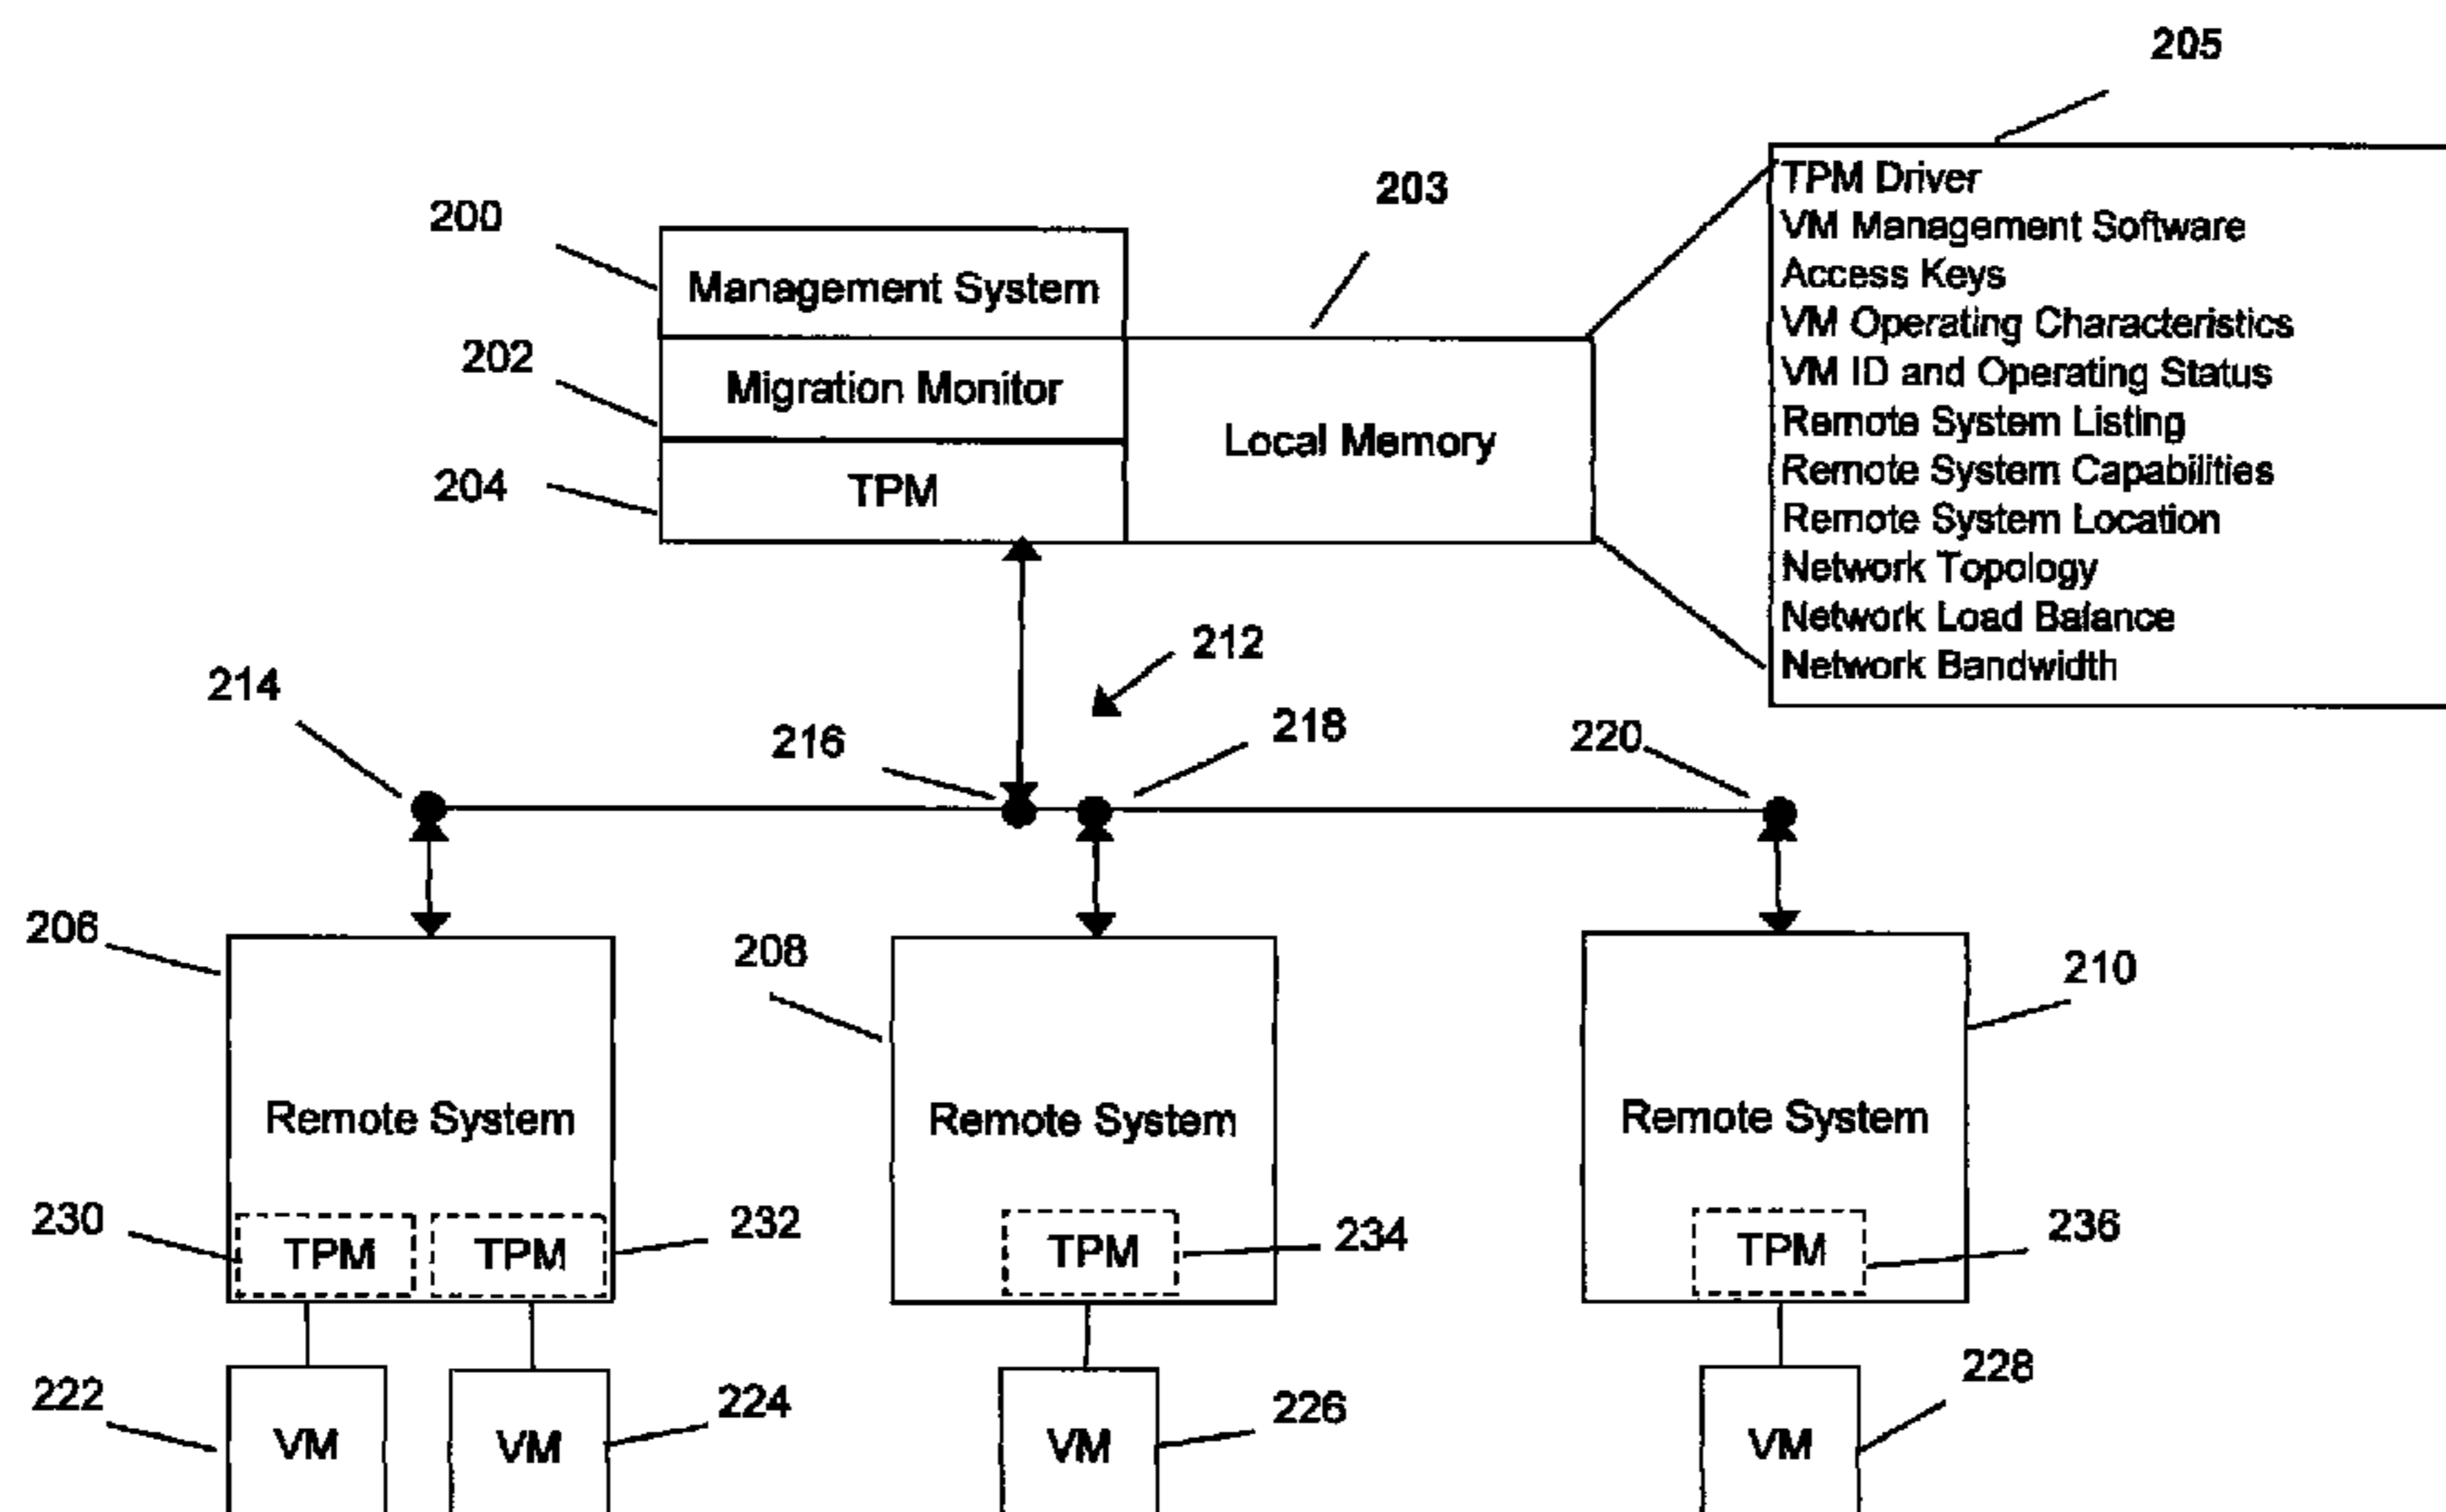 205
TPM Driver
VM Management Software
Access Keys
VM Operating Characteristics
VM ID and Operating Status
Remote System Listing
Remote System Capabilities
Remote System Location
Network Topology
Network Load Balance
Network Bandwidth
203
200
Management System
202
Migration Monitor
Local Memory
204
TPM
212
214
216
218
220
206
208
210
Remote System
Remote System
Remote System
230
TPM
TPM
232
TPM
234
TPM
236
222
VM
VM
224
VM
226
VM
228